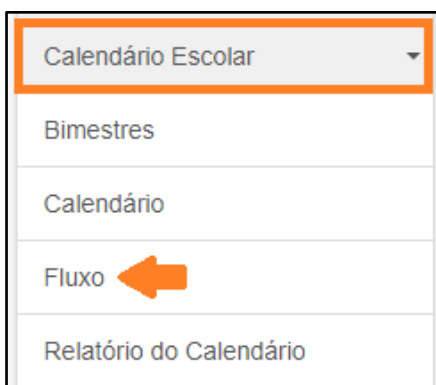 Calendário Escolar
Bimestres
Calendário
Fluxo
Relatório do Calendário